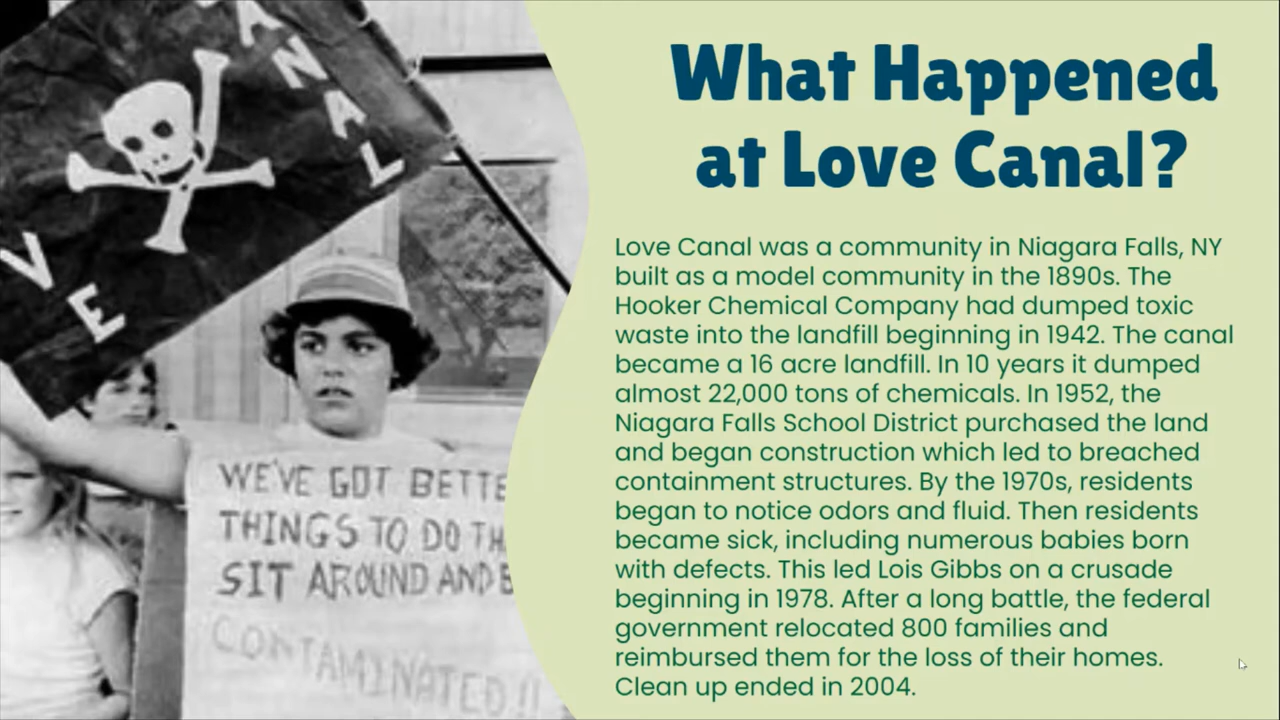 ANAL
VE
WE'VE GOT BETTE
THINGS TO DO TH
SIT AROUND AND B
CONTAMINATED!!
What Happened
at Love Canal?
Love Canal was a community in Niagara Falls, NY
built as a model community in the 1890s. The
Hooker Chemical Company had dumped toxic
waste into the landfill beginning in 1942. The canal
became a 16 acre landfill. In 10 years it dumped
almost 22,000 tons of chemicals. In 1952, the
Niagara Falls School District purchased the land
and began construction which led to breached
containment structures. By the 1970s, residents
began to notice odors and fluid. Then residents
became sick, including numerous babies born
with defects. This led Lois Gibbs on a crusade
beginning in 1978. After a long battle, the federal
government relocated 800 families and
reimbursed them for the loss of their homes.
Clean up ended in 2004.